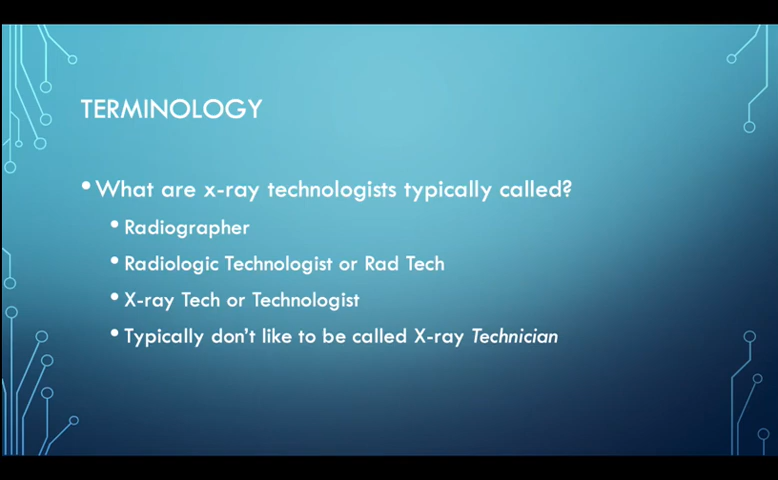 TERMINOLOGY
• What are x-ray technologists typically called?
• Radiographer
• Radiologic Technologist or Rad Tech
• X-ray Tech or Technologist
• Typically don't like to be called X-ray Technician